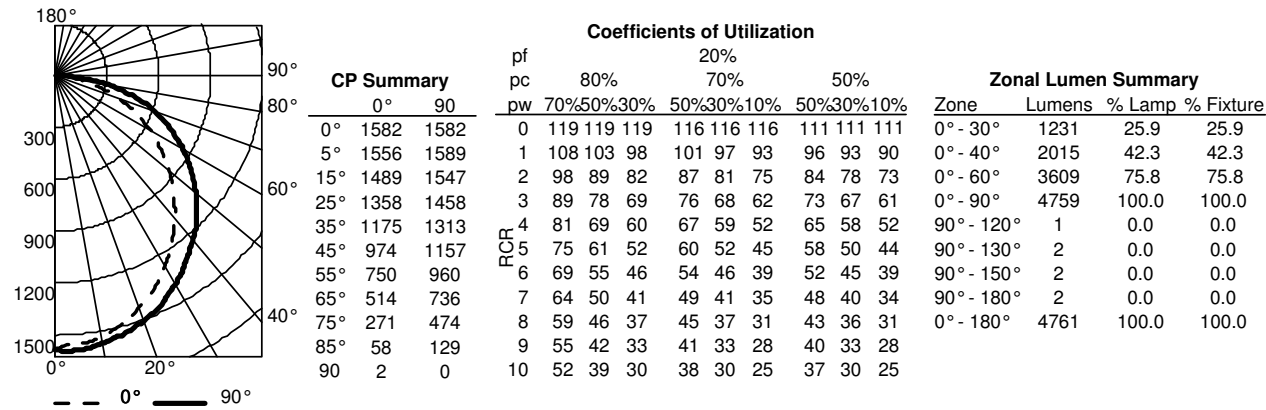 180°
90°
80°
60°
40°
300
600
900
1200
1500
0° 20°
0° 90°
CP Summary
0° 90
0° 1582 1582
5° 1556 1589
15° 1489 1547
25° 1358 1458
35° 1175 1313
45° 974 1157
55° 750 960
65° 514 736
75° 271 474
85° 58 129
90 2 0
Coefficients of Utilization
pf 20%
pc 80% 70% 50%
pw 70%50%30% 50%30%10% 50%30%10%
RCR
0 119 119 119 116 116 116 111 111 111
1 108 103 98 101 97 93 96 93 90
2 98 89 82 87 81 75 84 78 73
3 89 78 69 76 68 62 73 67 61
4 81 69 60 67 59 52 65 58 52
5 75 61 52 60 52 45 58 50 44
6 69 55 46 54 46 39 52 45 39
7 64 50 41 49 41 35 48 40 34
8 59 46 37 45 37 31 43 36 31
9 55 42 33 41 33 28 40 33 28
10 52 39 30 38 30 25 37 30 25
Zonal Lumen Summary
Zone Lumens % Lamp % Fixture
0° - 30° 1231 25.9 25.9
0° - 40° 2015 42.3 42.3
0° - 60° 3609 75.8 75.8
0° - 90° 4759 100.0 100.0
90° - 120° 1 0.0 0.0
90° - 130° 2 0.0 0.0
90° - 150° 2 0.0 0.0
90° - 180° 2 0.0 0.0
0° - 180° 4761 100.0 100.0